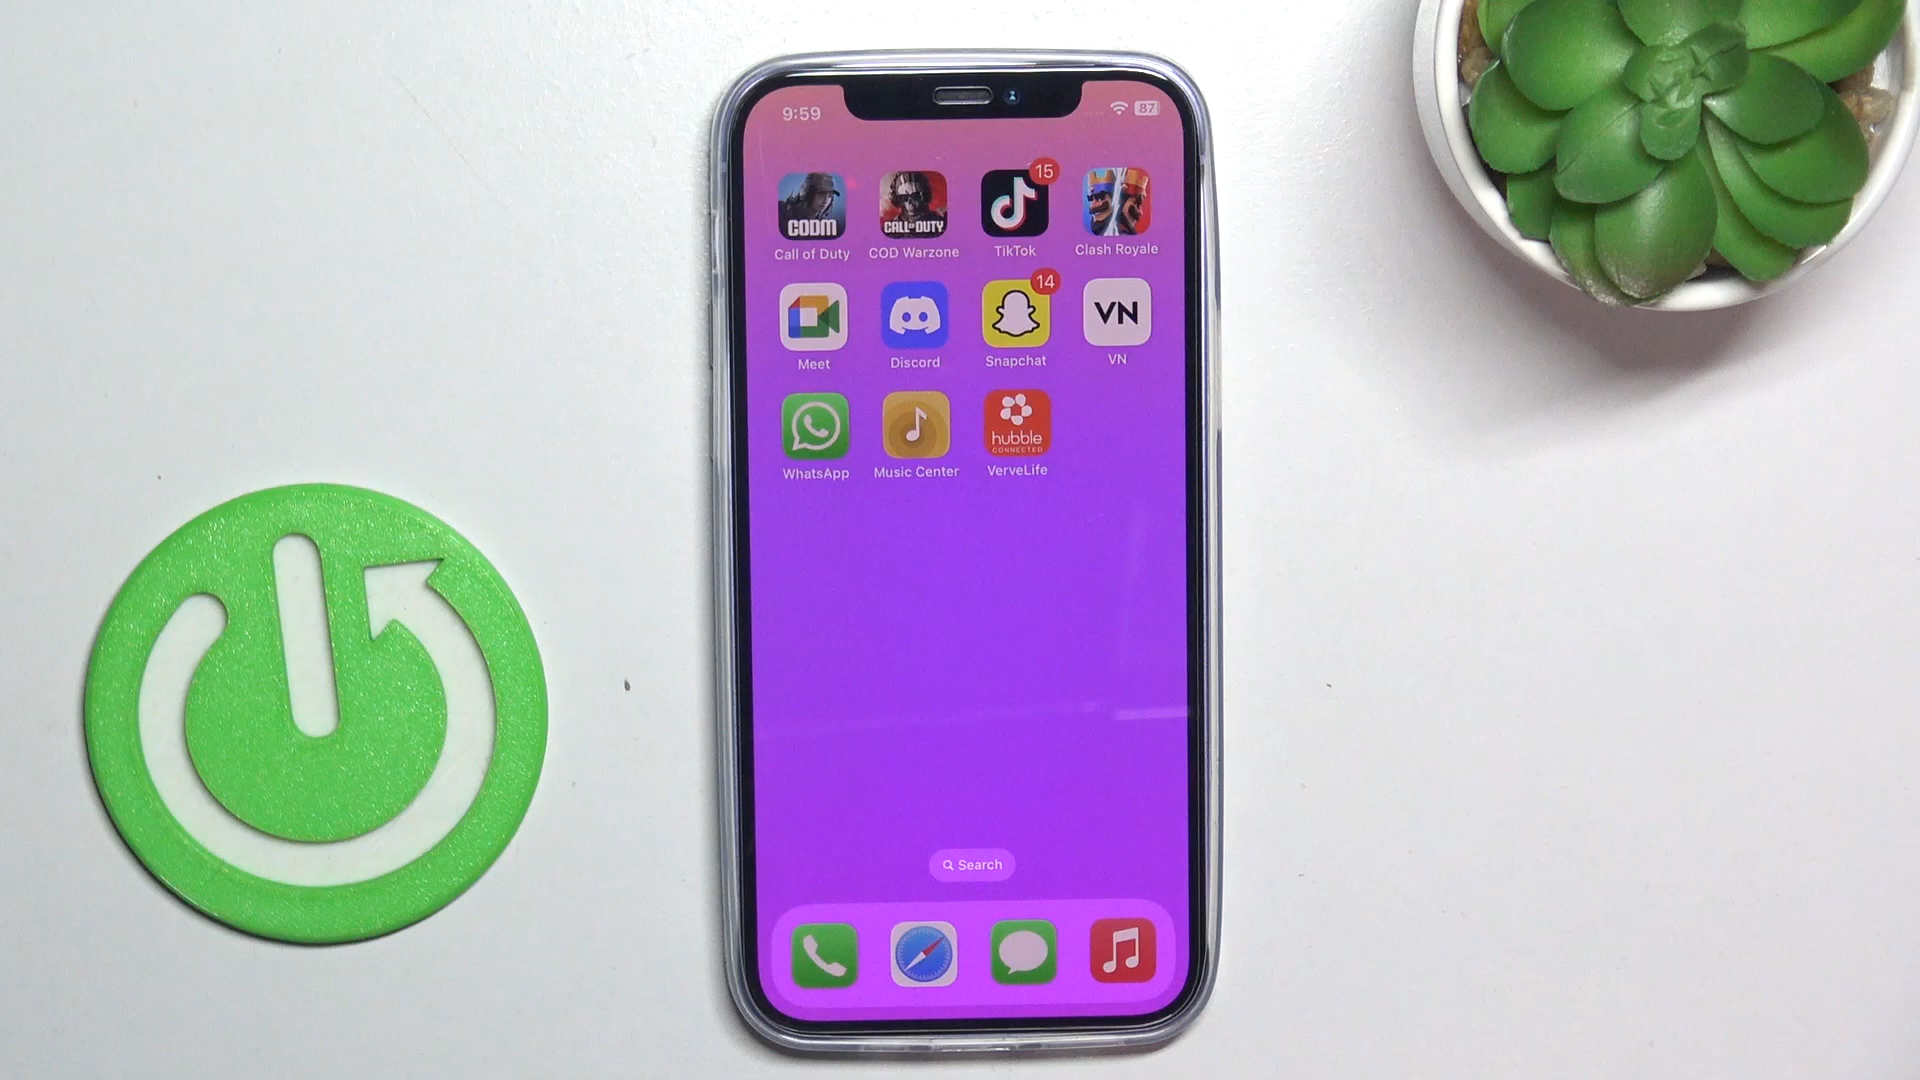 9:59 87
15
CODM CALL OF DUTY
Call of Duty COD Warzone TikTok Clash Royale
14
VN
Meet Discord Snapchat VN
hubble
CONNECTED
WhatsApp Music Center VerveLife
Search